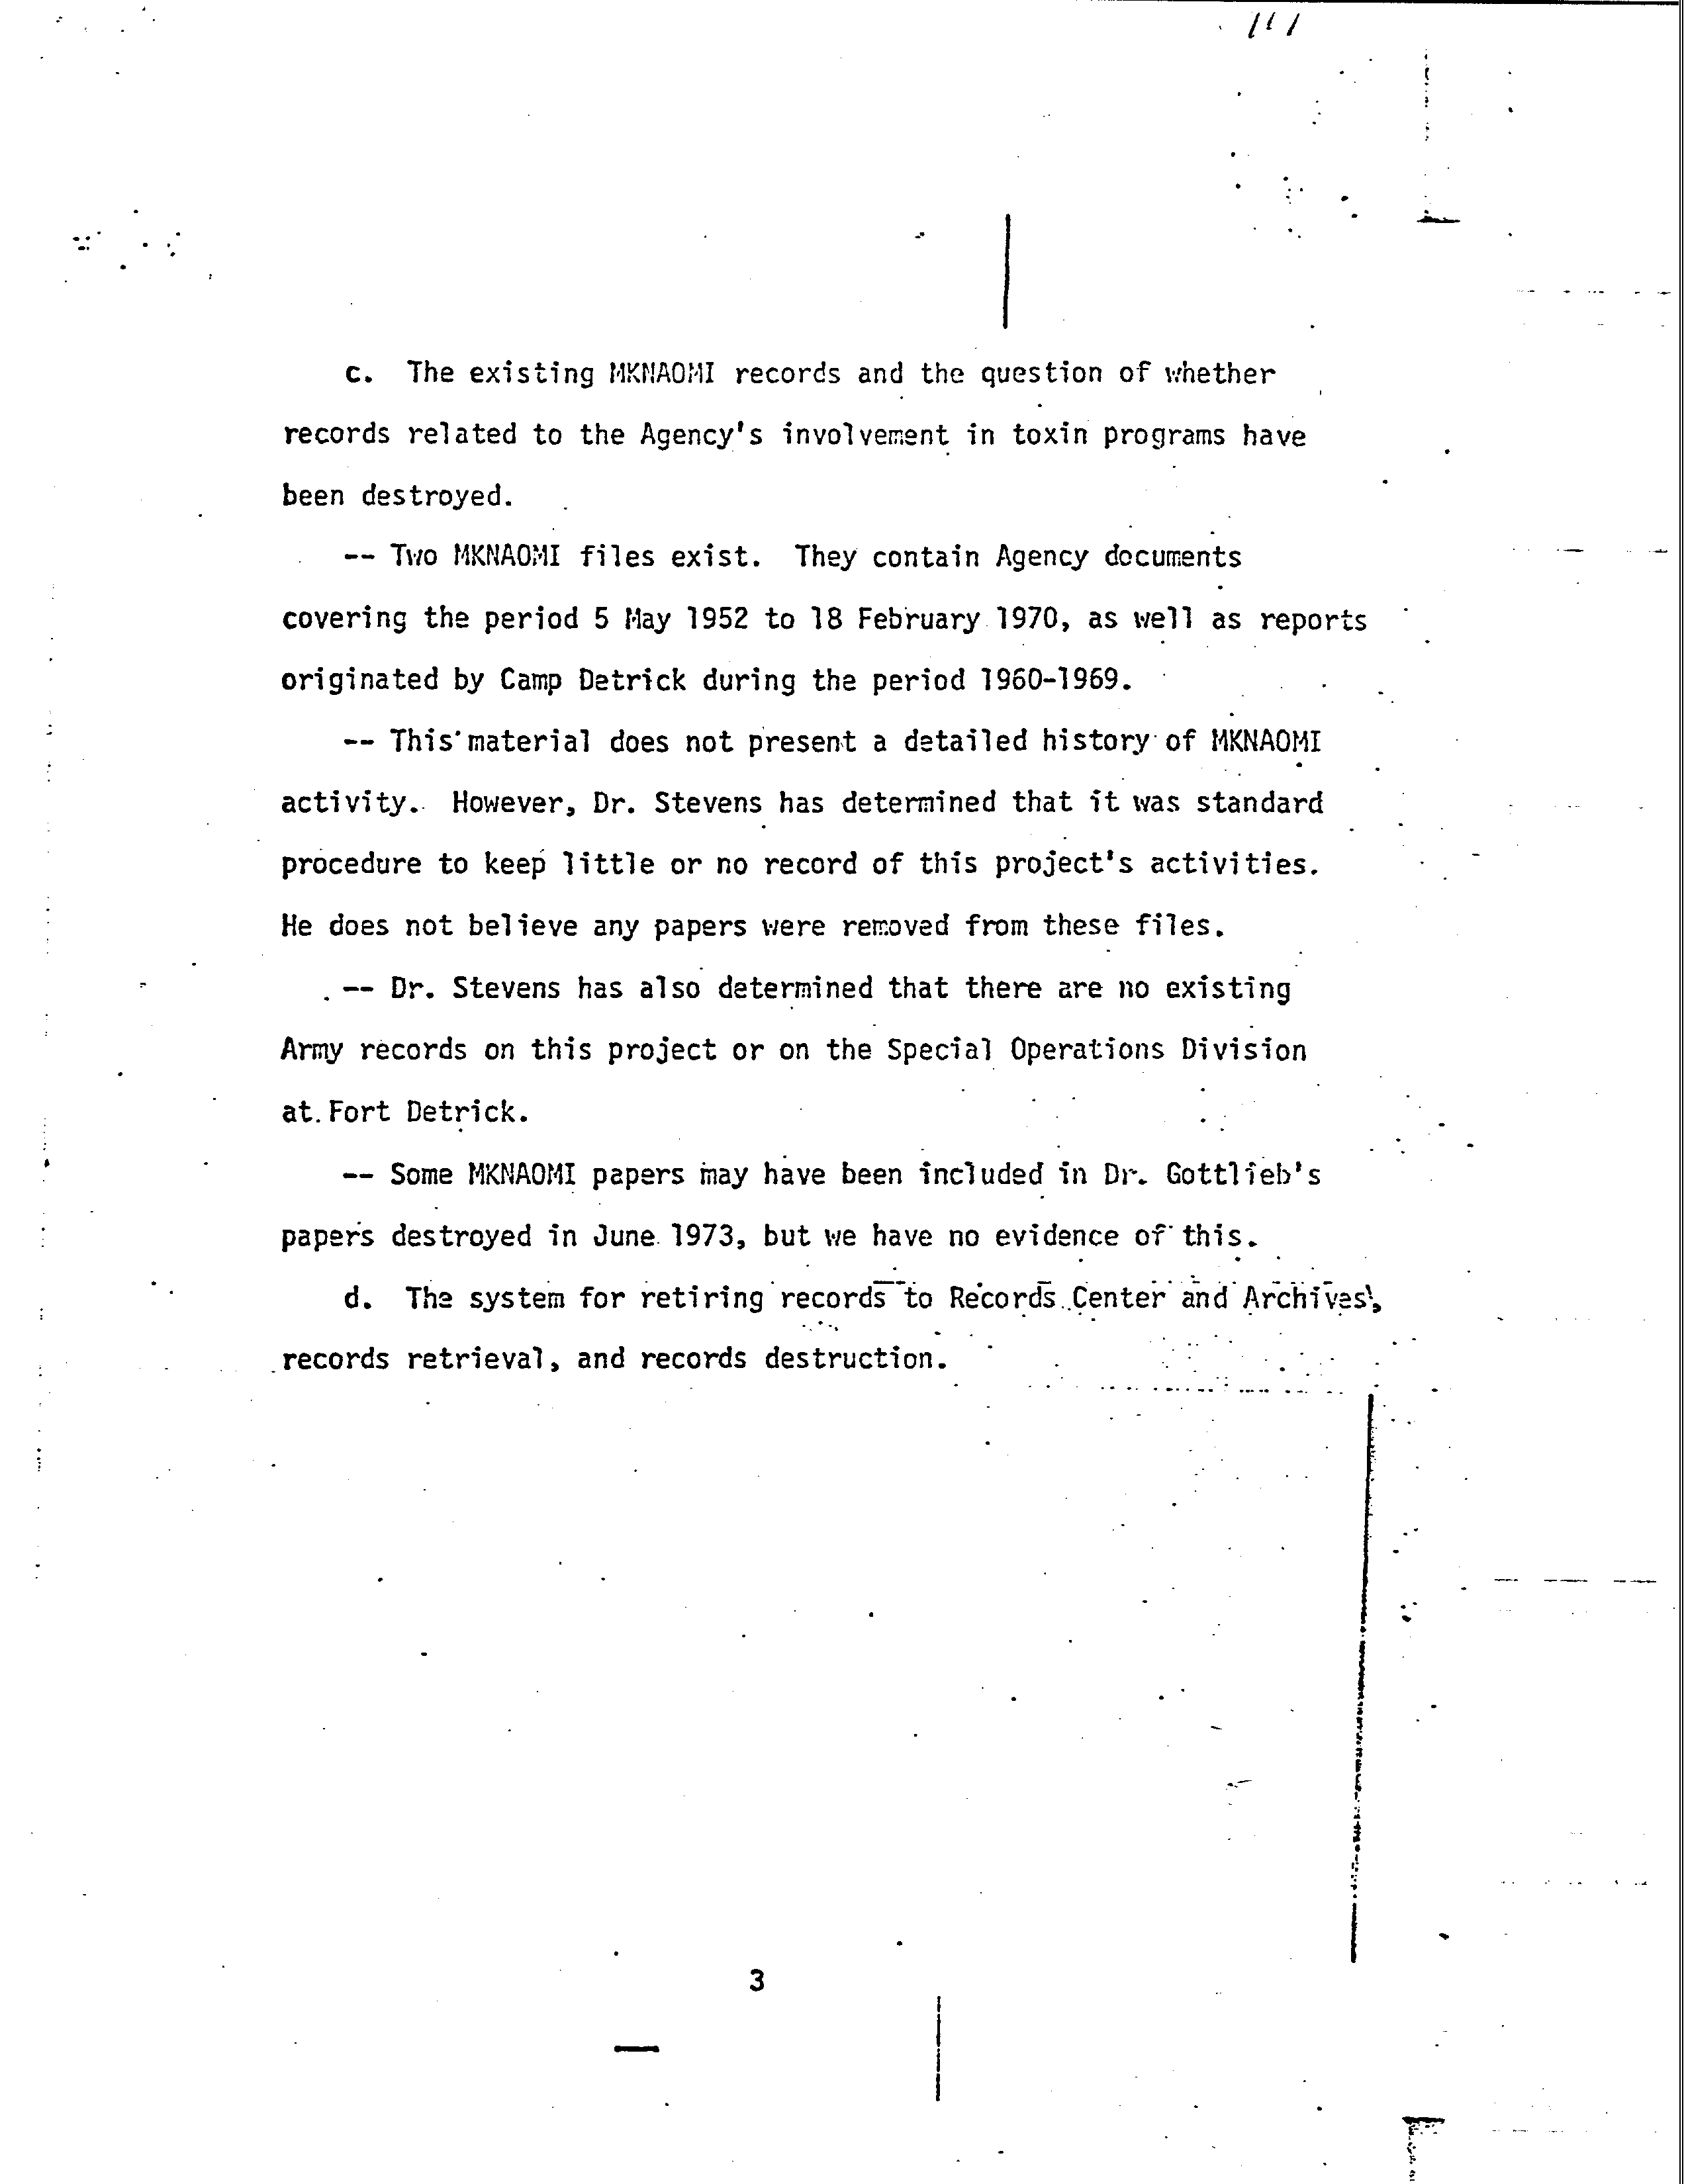 c. The existing MKNAOMI records and the question of whether
records related to the Agency's involvement in toxin programs have
been destroyed.
-- Two MKNAOMI files exist. They contain Agency documents
covering the period 5 May 1952 to 18 February 1970, as well as reports
originated by Camp Detrick during the period 1960-1969.
-- This material does not present a detailed history of MKNAOMI
activity. However, Dr. Stevens has determined that it was standard
procedure to keep little or no record of this project's activities.
He does not believe any papers were removed from these files.
-- Dr. Stevens has also determined that there are no existing
Army records on this project or on the Special Operations Division
at Fort Detrick.
-- Some MKNAOMI papers may have been included in Dr. Gottlieb's
papers destroyed in June 1973, but we have no evidence of this.
d. The system for retiring records to Records Center and Archives,
records retrieval, and records destruction.
3